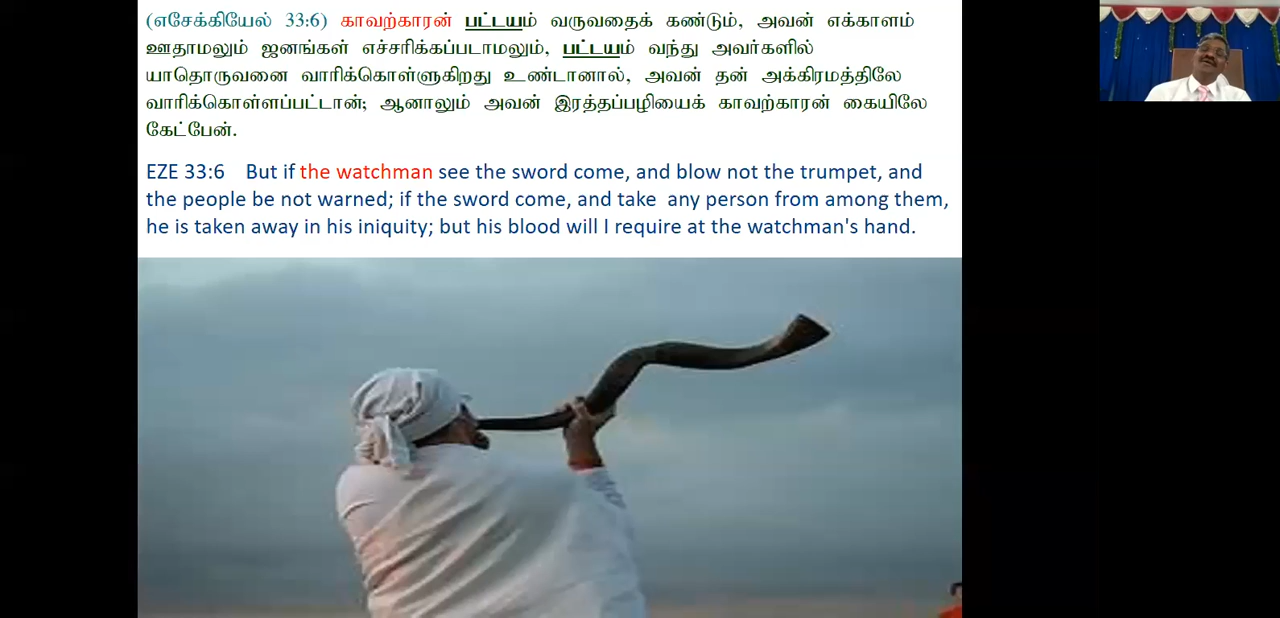 (எசேக்கியேல் 33:6) காவற்காரன் பட்டயம் வருவதைக் கண்டும், அவன் எக்காளம்
ஊதாமலும் ஜனங்கள் எச்சரிக்கப்படாமலும், பட்டயம் வந்து அவர்களில்
யாதொருவனை வாரிக்கொள்ளுகிறது உண்டானால், அவன் தன் அக்கிரமத்திலே
வாரிக்கொள்ளப்பட்டான்; ஆனாலும் அவன் இரத்தப்பழியைக் காவற்காரன் கையிலே
கேட்பேன்.
EZE 33:6 But if the watchman see the sword come, and blow not the trumpet, and
the people be not warned; if the sword come, and take any person from among them,
he is taken away in his iniquity; but his blood will I require at the watchman's hand.